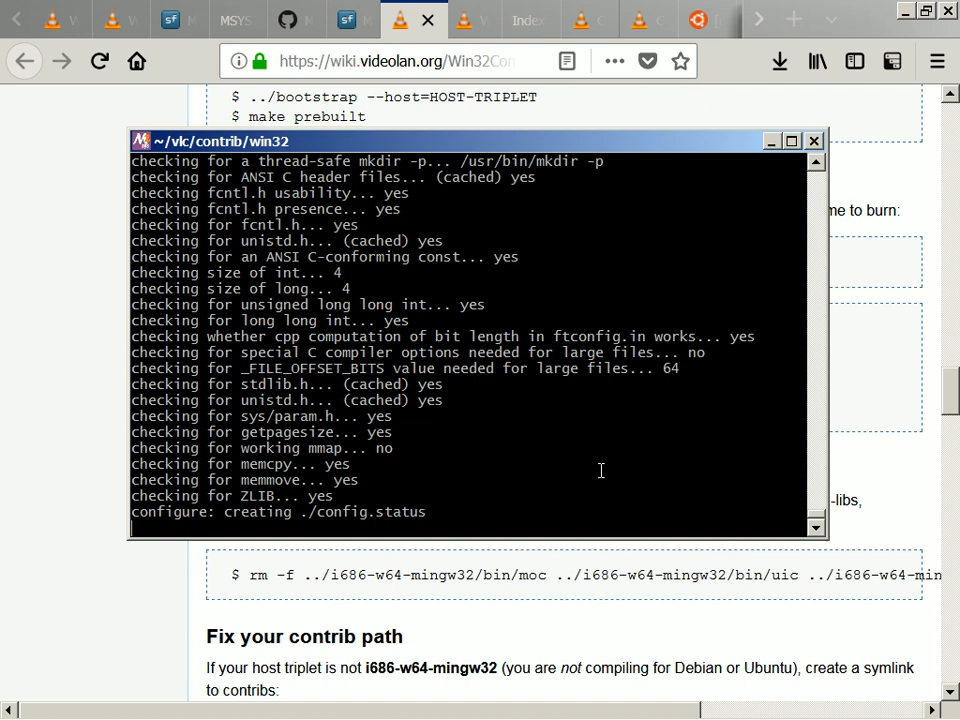 MSYS
Index
https://wiki.videolan.org/Win32Con
$ ../bootstrap --host=HOST-TRIPLET
$ make prebuilt
~/vlc/contrib/win32
checking for a thread-safe mkdir -p... /usr/bin/mkdir -p
checking for ANSI C header files... (cached) yes
checking fcntl.h usability... yes
checking fcntl.h presence... yes
checking for fcntl.h... yes
checking for unistd.h... (cached) yes
checking for an ANSI C-conforming const... yes
checking size of int... 4
checking size of long... 4
checking for unsigned long long int... yes
checking for long long int... yes
checking whether cpp computation of bit length in ftconfig.in works... yes
checking for special C compiler options needed for large files... no
checking for _FILE_OFFSET_BITS value needed for large files... 64
checking for stdlib.h... (cached) yes
checking for unistd.h... (cached) yes
checking for sys/param.h... yes
checking for getpagesize... yes
checking for working mmap... no
checking for memcpy... yes
checking for memmove... yes
checking for ZLIB... yes
configure: creating ./config.status
me to burn:
-libs,
$ rm -f ../i686-w64-mingw32/bin/moc ../i686-w64-mingw32/bin/uic ../i686-w64-min
Fix your contrib path
If your host triplet is not i686-w64-mingw32 (you are not compiling for Debian or Ubuntu), create a symlink
to contribs: